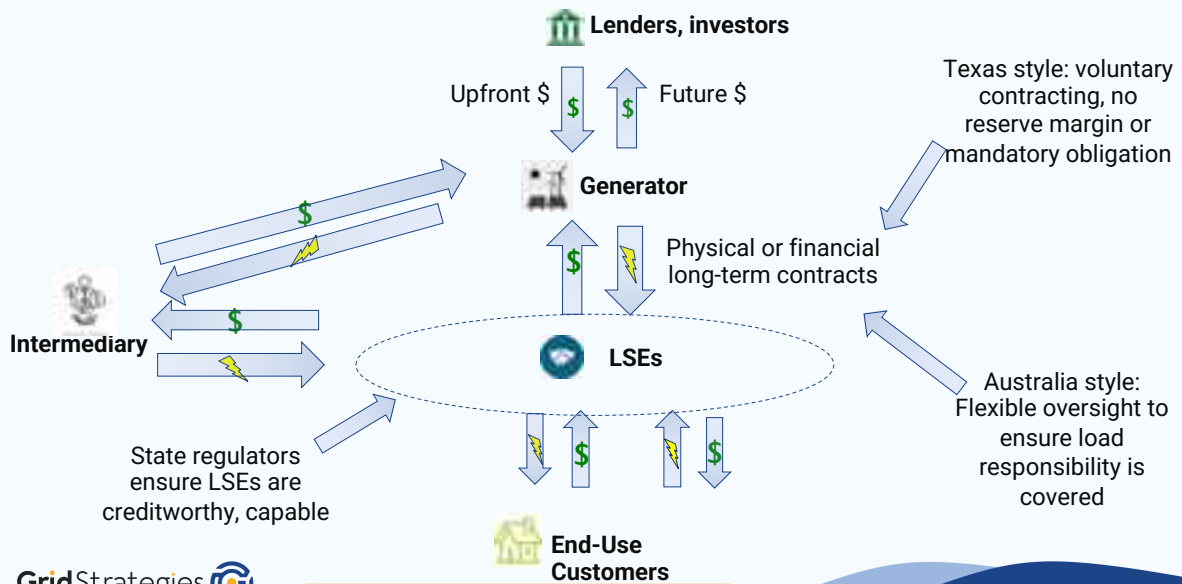 Lenders, investors
Upfront $
$
$
Future $
Texas style: voluntary
contracting, no
reserve margin or
mandatory obligation
Generator
$
$
Physical or financial
long-term contracts
Intermediary
$
LSEs
State regulators
ensure LSEs are
creditworthy, capable
$
$
Australia style:
Flexible oversight to
ensure load
responsibility is
covered
End-Use
Customers
GridStrategies